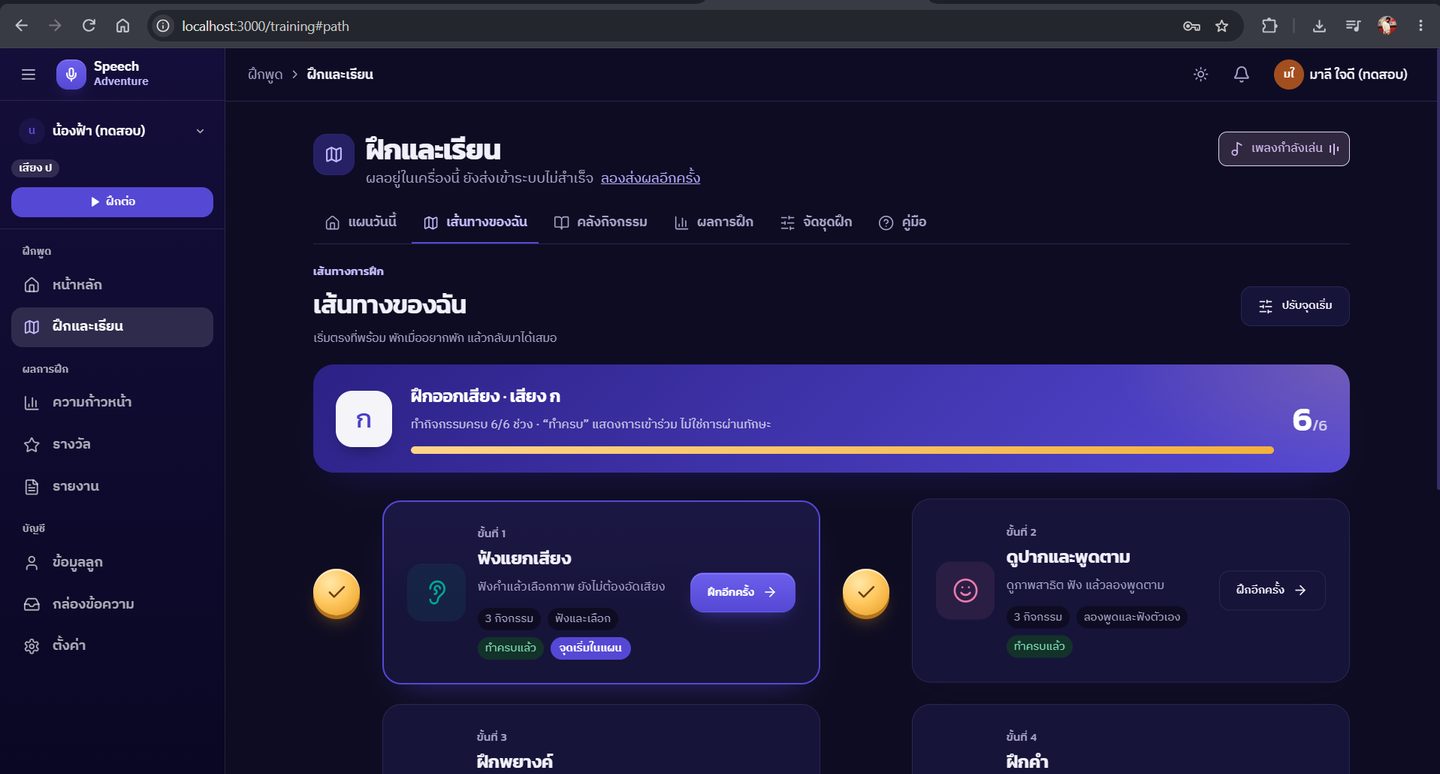 localhost:3000/training#path
Speech
Adventure
น น้องฟ้า (ทดสอบ)
เสียง ป
ฝึกต่อ
ฝึกพูด
หน้าหลัก
ฝึกและเรียน
ผลการฝึก
ความก้าวหน้า
รางวัล
รายงาน
บัญชี
ข้อมูลลูก
กล่องข้อความ
ตั้งค่า
ฝึกพูด > ฝึกและเรียน
มใ มาลี ใจดี (ทดสอบ)
ฝึกและเรียน
ผลอยู่ในเครื่องนี้ ยังส่งเข้าระบบไม่สำเร็จ ลองส่งผลอีกครั้ง
เพลงกำลังเล่น
แผนวันนี้ เส้นทางของฉัน คลังกิจกรรม ผลการฝึก จัดชุดฝึก คู่มือ
เส้นทางการฝึก
เส้นทางของฉัน
เริ่มตรงที่พร้อม พักเมื่ออยากพัก แล้วกลับมาได้เสมอ
ปรับจุดเริ่ม
ก
ฝึกออกเสียง · เสียง ก
ทำกิจกรรมครบ 6/6 ช่วง · “ทำครบ” แสดงการเข้าร่วม ไม่ใช่การผ่านทักษะ
6/6
ขั้นที่ 1
ฟังแยกเสียง
ฟังคำแล้วเลือกภาพ ยังไม่ต้องอัดเสียง
3 กิจกรรม ฟังและเลือก
ทำครบแล้ว จุดเริ่มในแผน
ฝึกอีกครั้ง
ขั้นที่ 2
ดูปากและพูดตาม
ดูภาพสาธิต ฟัง แล้วลองพูดตาม
3 กิจกรรม ลองพูดและฟังตัวเอง
ทำครบแล้ว
ฝึกอีกครั้ง
ขั้นที่ 3
ฝึกพยางค์
ขั้นที่ 4
ฝึกคำ